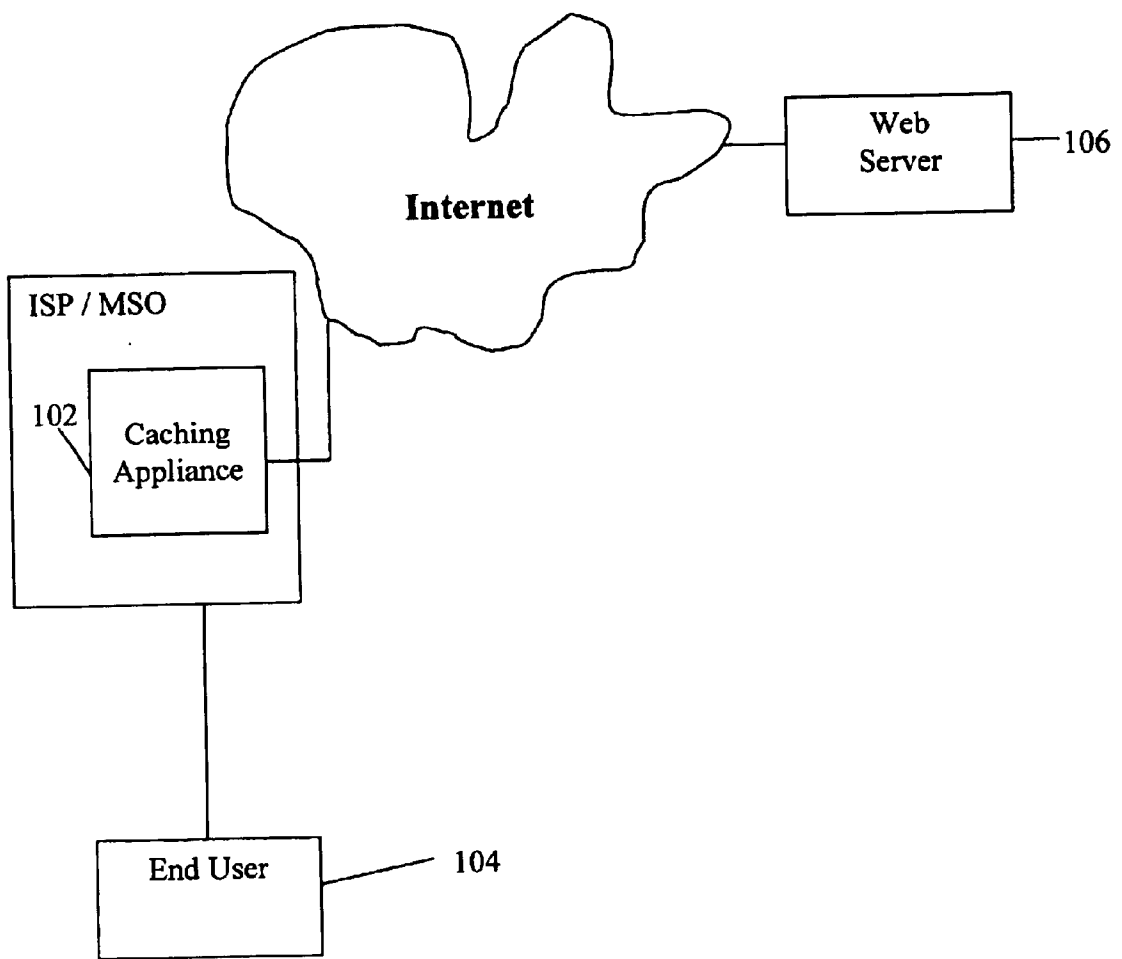 Web
Server
106
Internet
ISP / MSO
102
Caching
Appliance
End User
104